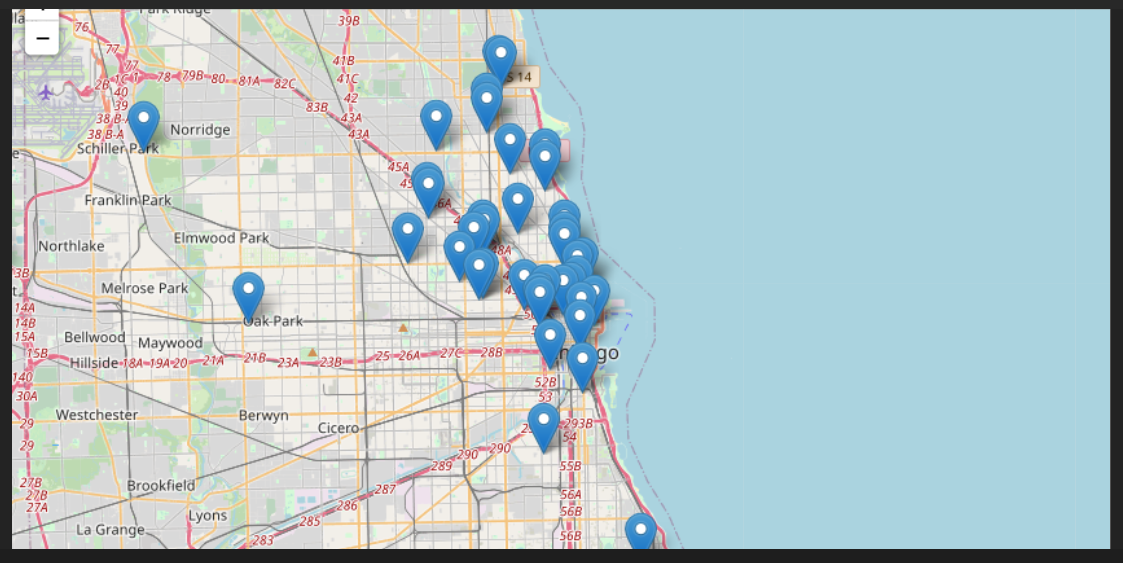 Park Ridge
39B
76
−
77
41B
77
1C1
78
79B
80
81A
82C
41C
S 14
2B
40
42
39
83B
38 B-A
43A
Norridge
38 B-A
43A
Schiller Park
45A
Franklin Park
Elmwood Park
Northlake
48A
3B
Melrose Park
14A
Oak Park
14B
15A
Bellwood
Maywood
15B
Hillside
18A
19A
20
21A
21B
23A
23B
25
26A
27C
28B
140
52B
30A
53
Westchester
Berwyn
29
Cicero
293B
54
29
290
290
289
55B
27B
Brookfield
287
27B
56A
27A
286
56B
Lyons
285
La Grange
283
56B